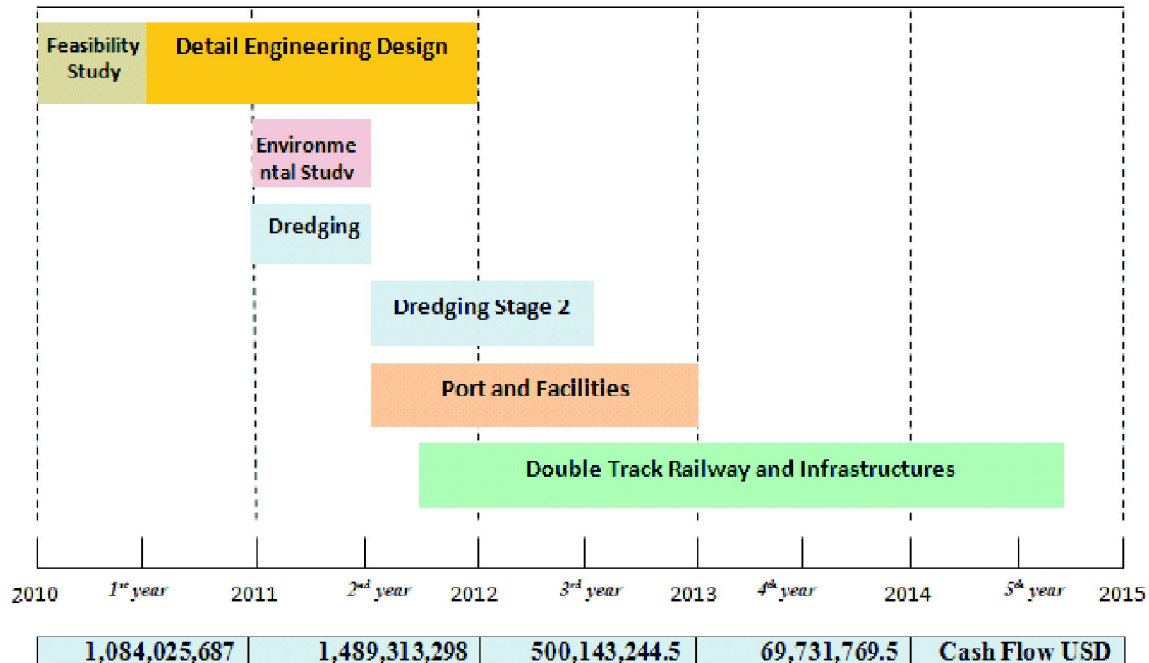 Feasibility
Study
Detail Engineering Design
Environme
ntal Study
Dredging
Dredging Stage 2
Port and Facilities
Double Track Railway and Infrastructures
2010 1st year 2011 2nd year 2012 3rd year 2013 4th year 2014 5th year 2015
1,084,025,687 1,489,313,298 500,143,244.5 69,731,769.5 Cash Flow USD